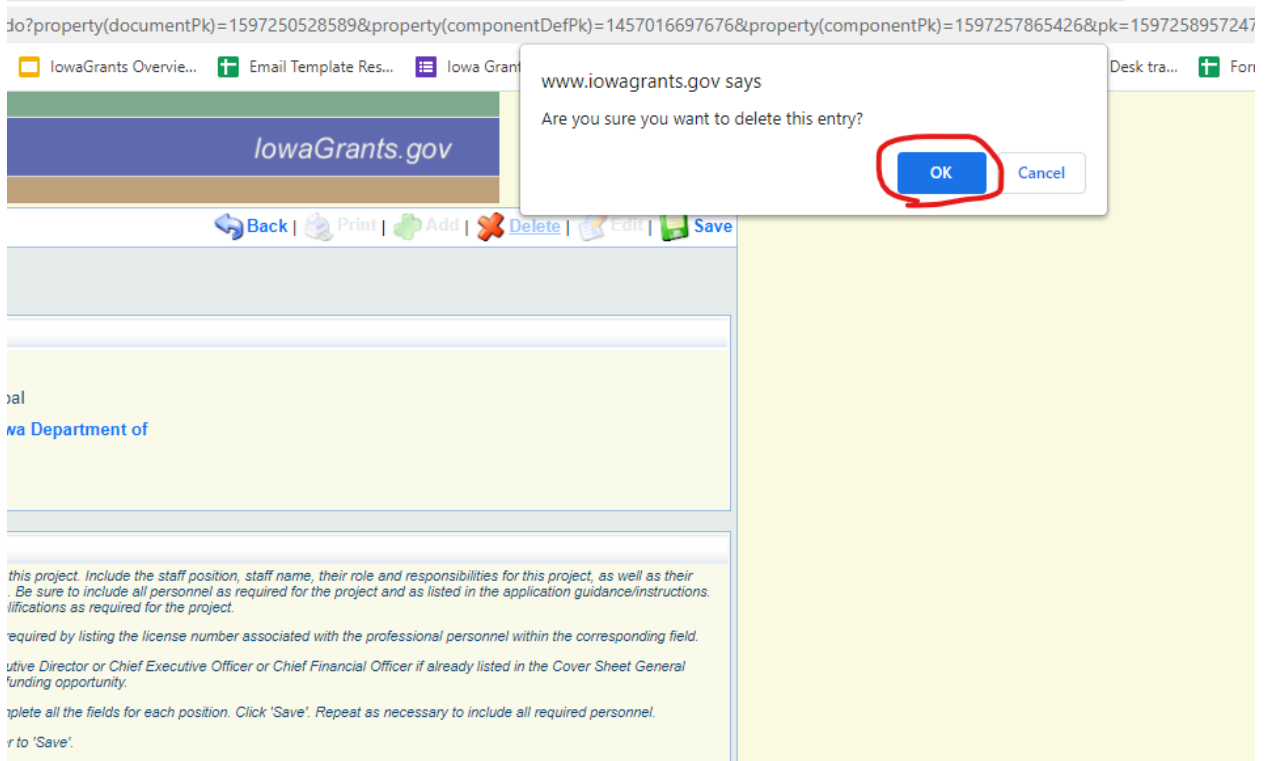 do?property(documentPk)=1597250528589&property(componentDefPk)=1457016697676&property(componentPk)=1597257865426&pk=1597258957247
IowaGrants Overvie... Email Template Res... Iowa Grant Desk tra... For
www.iowagrants.gov says
Are you sure you want to delete this entry?
OK Cancel
IowaGrants.gov
Back | Print | Add | Delete | Edit | Save
pal
wa Department of
this project. Include the staff position, staff name, their role and responsibilities for this project, as well as their
. Be sure to include all personnel as required for the project and as listed in the application guidance/instructions.
lifications as required for the project.
required by listing the license number associated with the professional personnel within the corresponding field.
utive Director or Chief Executive Officer or Chief Financial Officer if already listed in the Cover Sheet General
funding opportunity.
mplete all the fields for each position. Click 'Save'. Repeat as necessary to include all required personnel.
r to 'Save'.